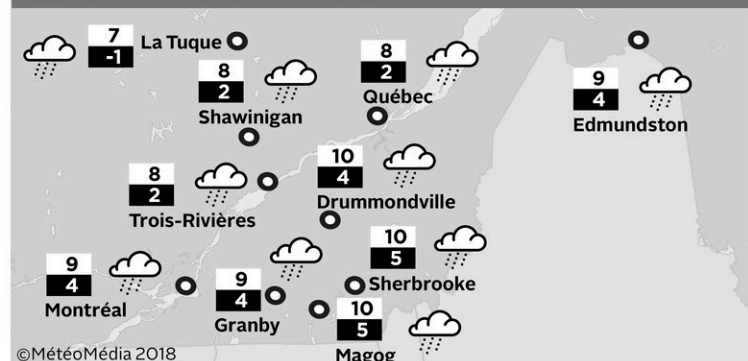 7
-1
La Tuque
8
2
Shawinigan
8
2
Québec
9
4
Edmundston
8
2
Trois-Rivières
10
4
Drummondville
9
4
Montréal
9
4
Granby
10
5
Sherbrooke
10
5
Magog
©MétéoMédia 2018